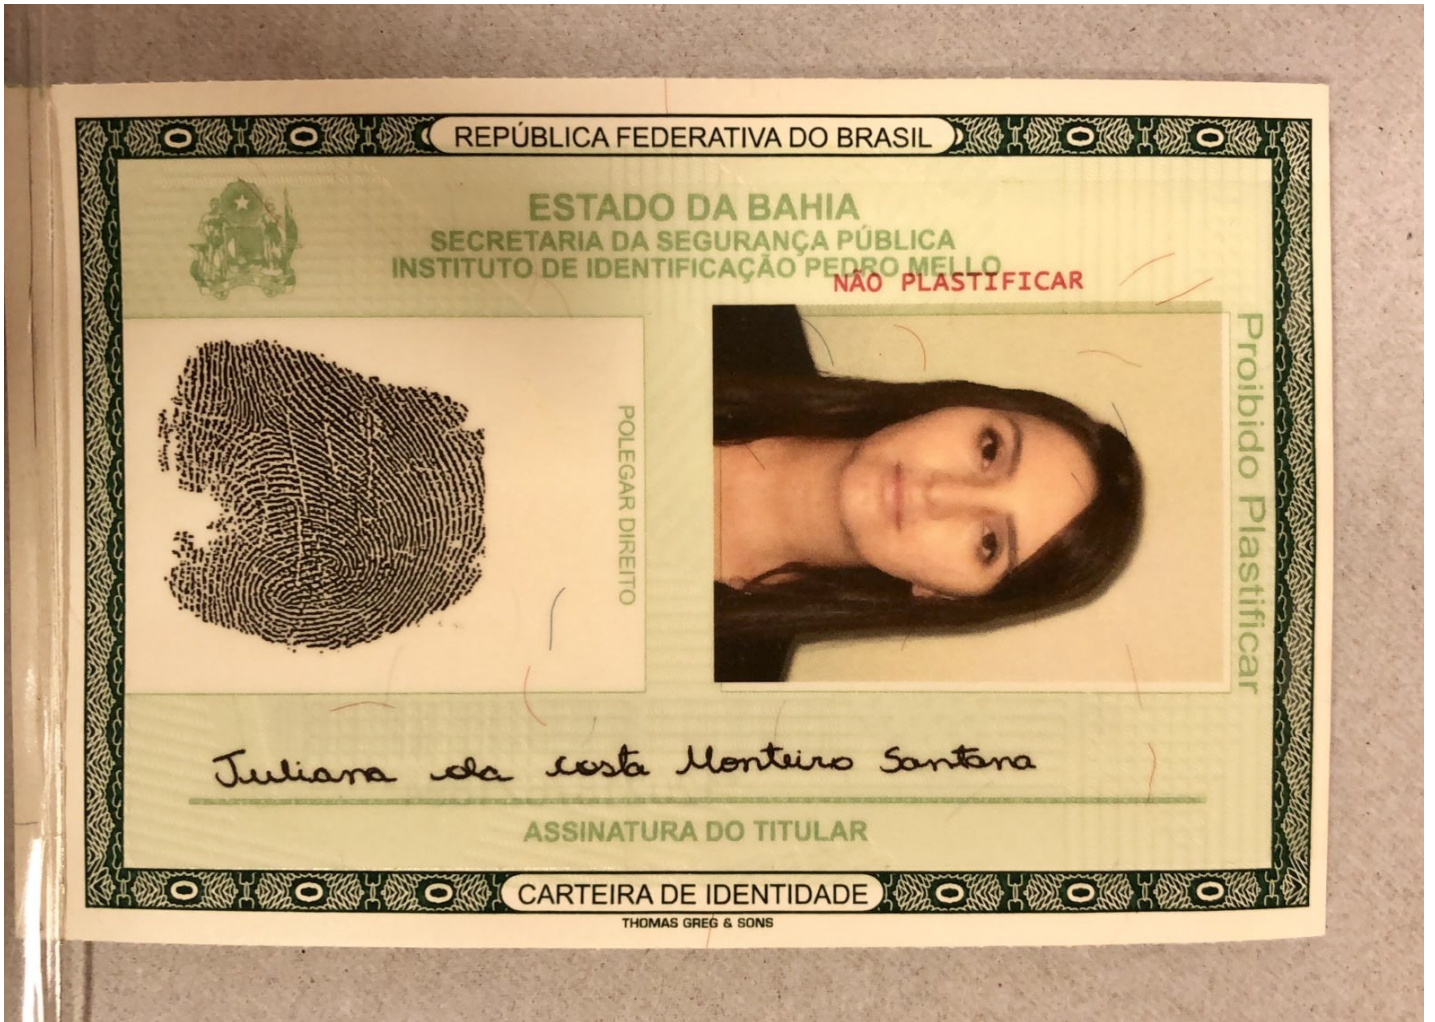 REPÚBLICA FEDERATIVA DO BRASIL
ESTADO DA BAHIA
SECRETARIA DA SEGURANÇA PÚBLICA
INSTITUTO DE IDENTIFICAÇÃO PEDRO MELLO
NÃO PLASTIFICAR
POLEGAR DIREITO
Proibido Plastificar
Juliana da Costa Monteiro Santana
ASSINATURA DO TITULAR
CARTEIRA DE IDENTIDADE
THOMAS GREG & SONS